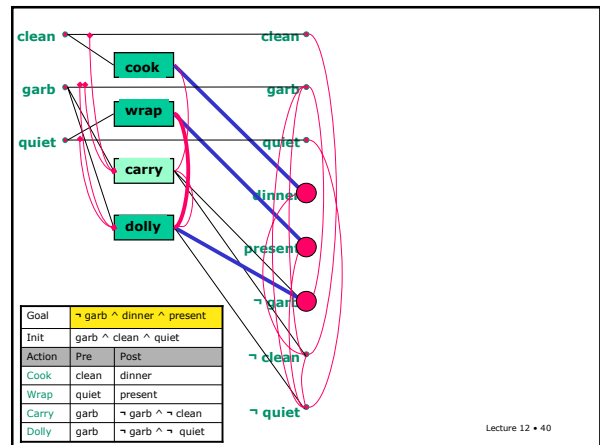 clean
garb
quiet
cook
wrap
carry
dolly
clean
garb
quiet
dinner
present
¬ garb
¬ clean
¬ quiet
Goal ¬ garb ^ dinner ^ present
Init garb ^ clean ^ quiet
Action Pre Post
Cook clean dinner
Wrap quiet present
Carry garb ¬ garb ^ ¬ clean
Dolly garb ¬ garb ^ ¬ quiet
Lecture 12 • 40